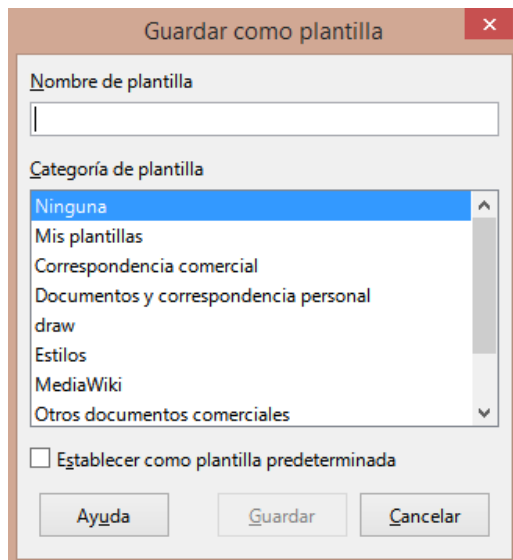 Guardar como plantilla
Nombre de plantilla
Categoría de plantilla
Ninguna
Mis plantillas
Correspondencia comercial
Documentos y correspondencia personal
draw
Estilos
MediaWiki
Otros documentos comerciales
Establecer como plantilla predeterminada
Ayuda Guardar Cancelar